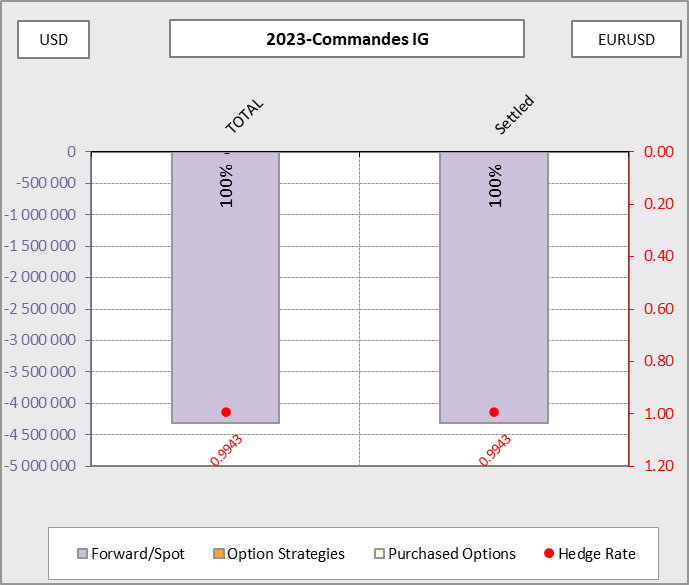 USD
2023-Commandes IG
EURUSD
TOTAL
Settled
0
-500 000
-1 000 000
-1 500 000
-2 000 000
-2 500 000
-3 000 000
-3 500 000
-4 000 000
-4 500 000
-5 000 000
100% -
100%
0.9943
0.9943
0.00
0.20
0.40
0.60
0.80
1.00
1.20
Forward/Spot
Option Strategies
Purchased Options
Hedge Rate